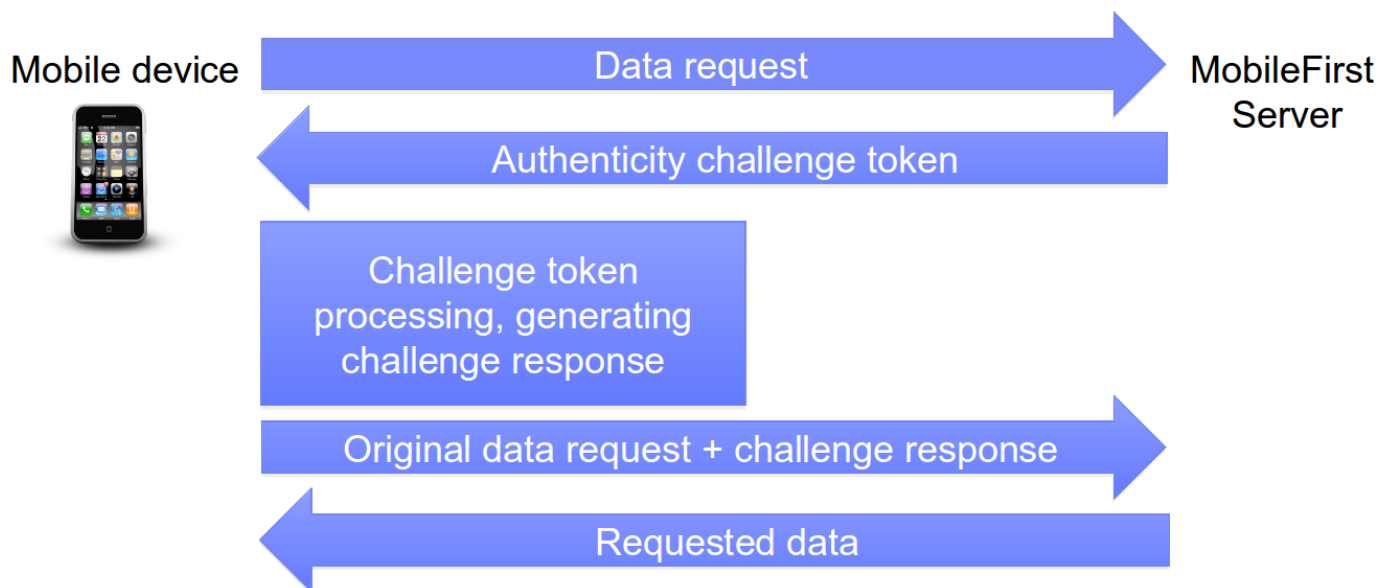 Data request
Mobile device
MobileFirst
Server
Authenticity challenge token
Challenge token
processing, generating
challenge response
Original data request + challenge response
Requested data